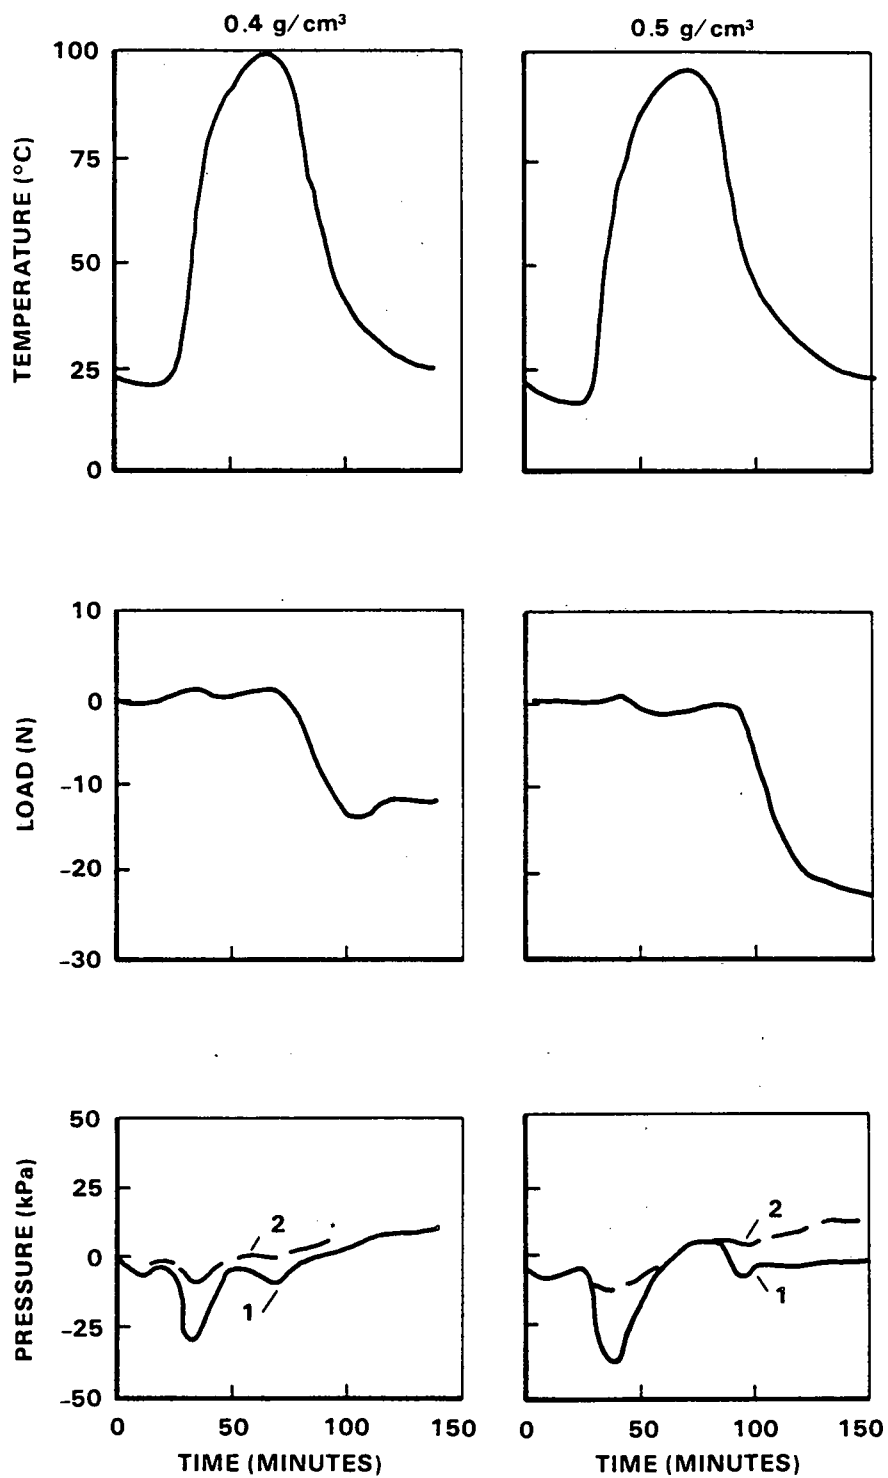 0.4 g/cm³
0.5 g/cm³
TEMPERATURE (°C)
100
75
50
25
0
LOAD (N)
10
0
–10
–20
–30
PRESSURE (kPa)
50
25
0
–25
–50
2
1
2
1
0 50 100 150
0 50 100 150
TIME (MINUTES)
TIME (MINUTES)